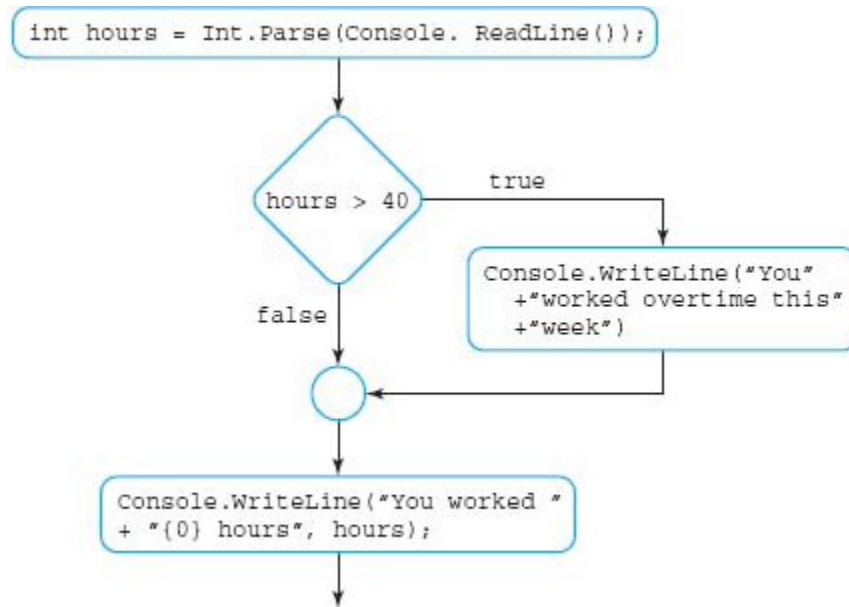 int hours = Int.Parse(Console. ReadLine());
hours > 40
true
Console.WriteLine("You"
+"worked overtime this"
+"week")
false
Console.WriteLine("You worked "
+ "{0} hours", hours);